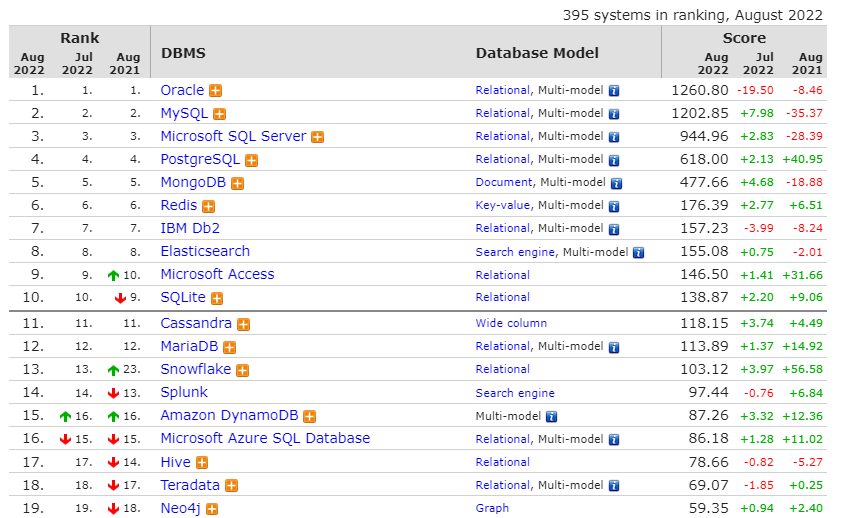 395 systems in ranking, August 2022
Rank DBMS Database Model Score
Aug 2022 Jul 2022 Aug 2021 Aug 2022 Jul 2022 Aug 2021
1. 1. 1. Oracle Relational, Multi-model 1260.80 -19.50 -8.46
2. 2. 2. MySQL Relational, Multi-model 1202.85 +7.98 -35.37
3. 3. 3. Microsoft SQL Server Relational, Multi-model 944.96 +2.83 -28.39
4. 4. 4. PostgreSQL Relational, Multi-model 618.00 +2.13 +40.95
5. 5. 5. MongoDB Document, Multi-model 477.66 +4.68 -18.88
6. 6. 6. Redis Key-value, Multi-model 176.39 +2.77 +6.51
7. 7. 7. IBM Db2 Relational, Multi-model 157.23 -3.99 -8.24
8. 8. 8. Elasticsearch Search engine, Multi-model 155.08 +0.75 -2.01
9. 9. 10. Microsoft Access Relational 146.50 +1.41 +31.66
10. 10. 9. SQLite Relational 138.87 +2.20 +9.06
11. 11. 11. Cassandra Wide column 118.15 +3.74 +4.49
12. 12. 12. MariaDB Relational, Multi-model 113.89 +1.37 +14.92
13. 13. 23. Snowflake Relational 103.12 +3.97 +56.58
14. 14. 13. Splunk Search engine 97.44 -0.76 +6.84
15. 16. 16. Amazon DynamoDB Multi-model 87.26 +3.32 +12.36
16. 15. 15. Microsoft Azure SQL Database Relational, Multi-model 86.18 +1.28 +11.02
17. 17. 14. Hive Relational 78.66 -0.82 -5.27
18. 18. 17. Teradata Relational, Multi-model 69.07 -1.85 +0.25
19. 19. 18. Neo4j Graph 59.35 +0.94 +2.40